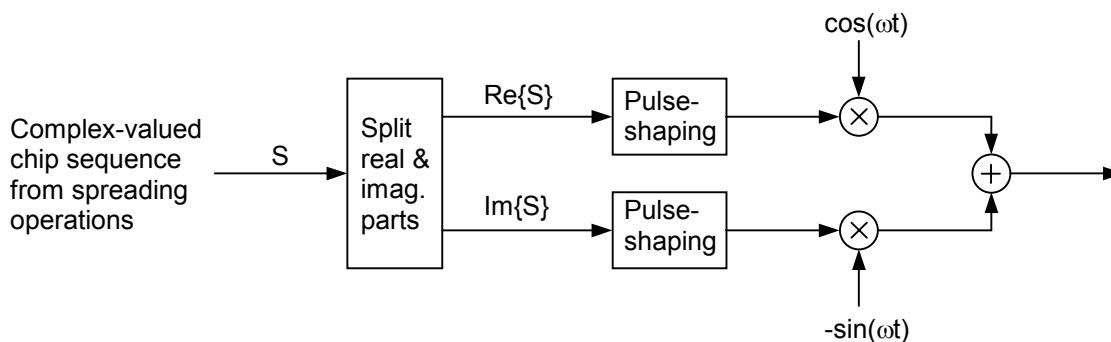 Complex-valued
chip sequence
from spreading
operations
S
Split
real &
imag.
parts
Re{S}
Im{S}
Pulse-
shaping
Pulse-
shaping
cos(ωt)
-sin(ωt)